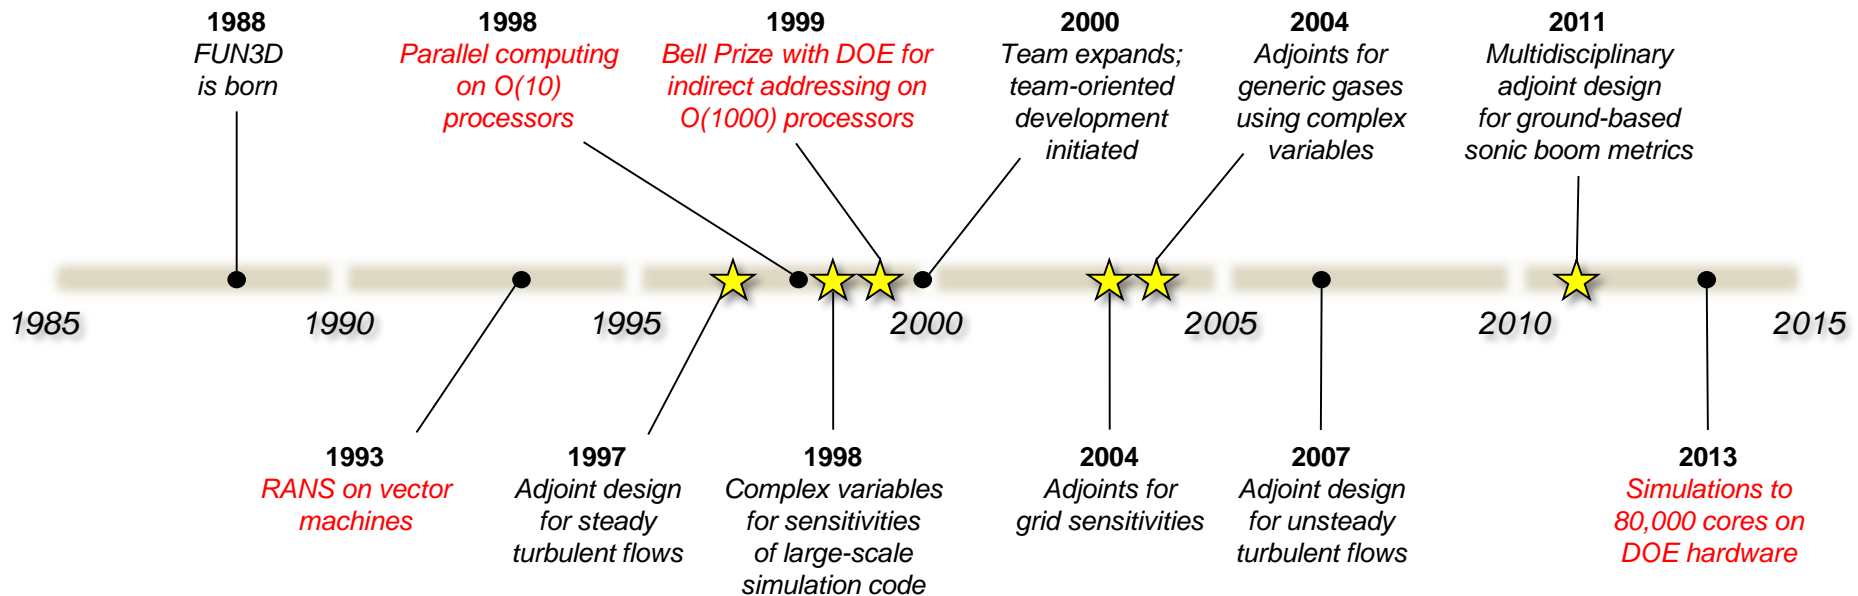 1988
FUN3D
is born
1998
Parallel computing
on O(10)
processors
1999
Bell Prize with DOE for
indirect addressing on
O(1000) processors
2000
Team expands;
team-oriented
development
initiated
2004
Adjoints for
generic gases
using complex
variables
2011
Multidisciplinary
adjoint design
for ground-based
sonic boom metrics
1985
1990
1995
2000
2005
2010
2015
1993
RANS on vector
machines
1997
Adjoint design
for steady
turbulent flows
1998
Complex variables
for sensitivities
of large-scale
simulation code
2004
Adjoints for
grid sensitivities
2007
Adjoint design
for unsteady
turbulent flows
2013
Simulations to
80,000 cores on
DOE hardware